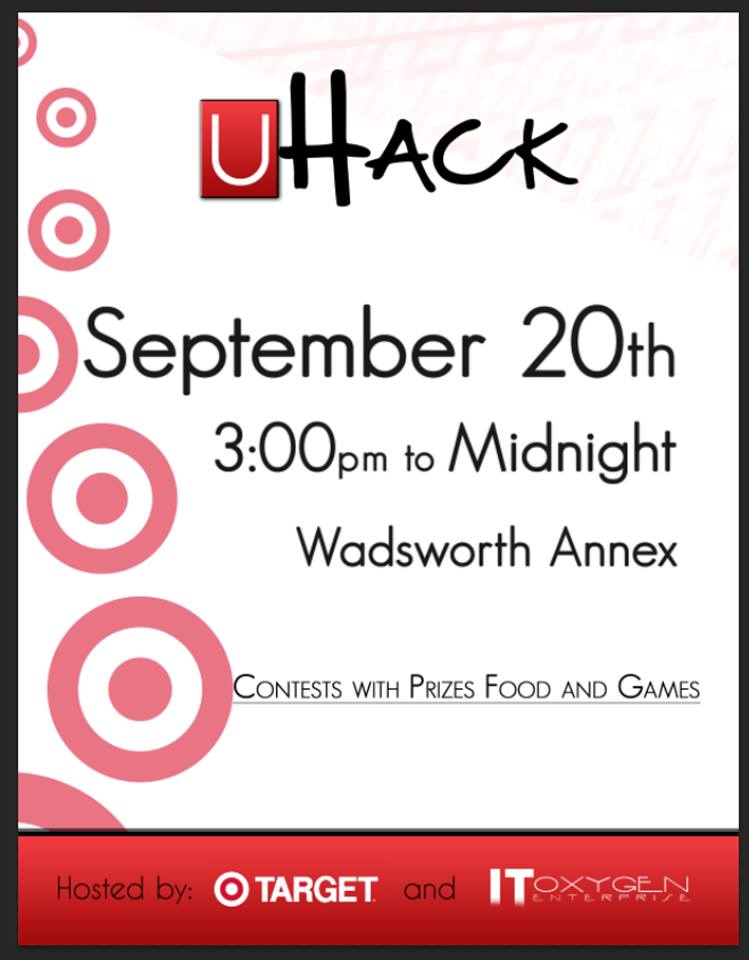 UHACK
September 20th
3:00pm to Midnight
Wadsworth Annex
Contests with Prizes Food and Games
Hosted by: TARGET and IT OXYGEN
ENTERPRISE